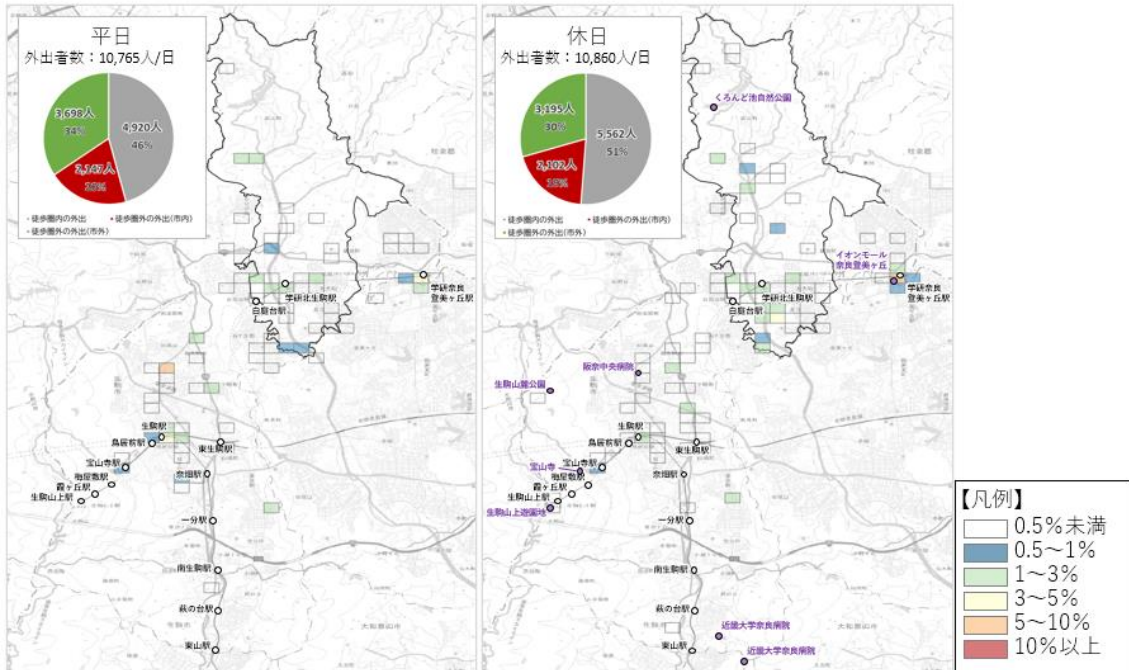 平日
外出者数：10,765人/日
3,698人
34%
4,920人
46%
2,147人
20%
・徒歩圏内の外出
・徒歩圏外の外出(市内)
・徒歩圏外の外出(市外)
学研奈良
登美ヶ丘駅
学研北生駒駅
白庭台駅
生駒駅
鳥居前駅
東生駒駅
宝山寺駅
梅屋敷駅
霞ヶ丘駅
生駒山上駅
菜畑駅
一分駅
南生駒駅
萩の台駅
東山駅
休日
外出者数：10,860人/日
3,195人
30%
5,562人
51%
2,102人
19%
・徒歩圏内の外出
・徒歩圏外の外出(市内)
・徒歩圏外の外出(市外)
くろんど池自然公園
イオンモール
奈良登美ヶ丘
学研奈良
登美ヶ丘駅
学研北生駒駅
白庭台駅
阪奈中央病院
生駒山麓公園
生駒駅
鳥居前駅
東生駒駅
宝山寺駅
宝山寺
梅屋敷駅
霞ヶ丘駅
生駒山上駅
生駒山上遊園地
菜畑駅
一分駅
南生駒駅
萩の台駅
近畿大学奈良病院
東山駅
近畿大学奈良病院
【凡例】
0.5%未満
0.5～1%
1～3%
3～5%
5～10%
10%以上